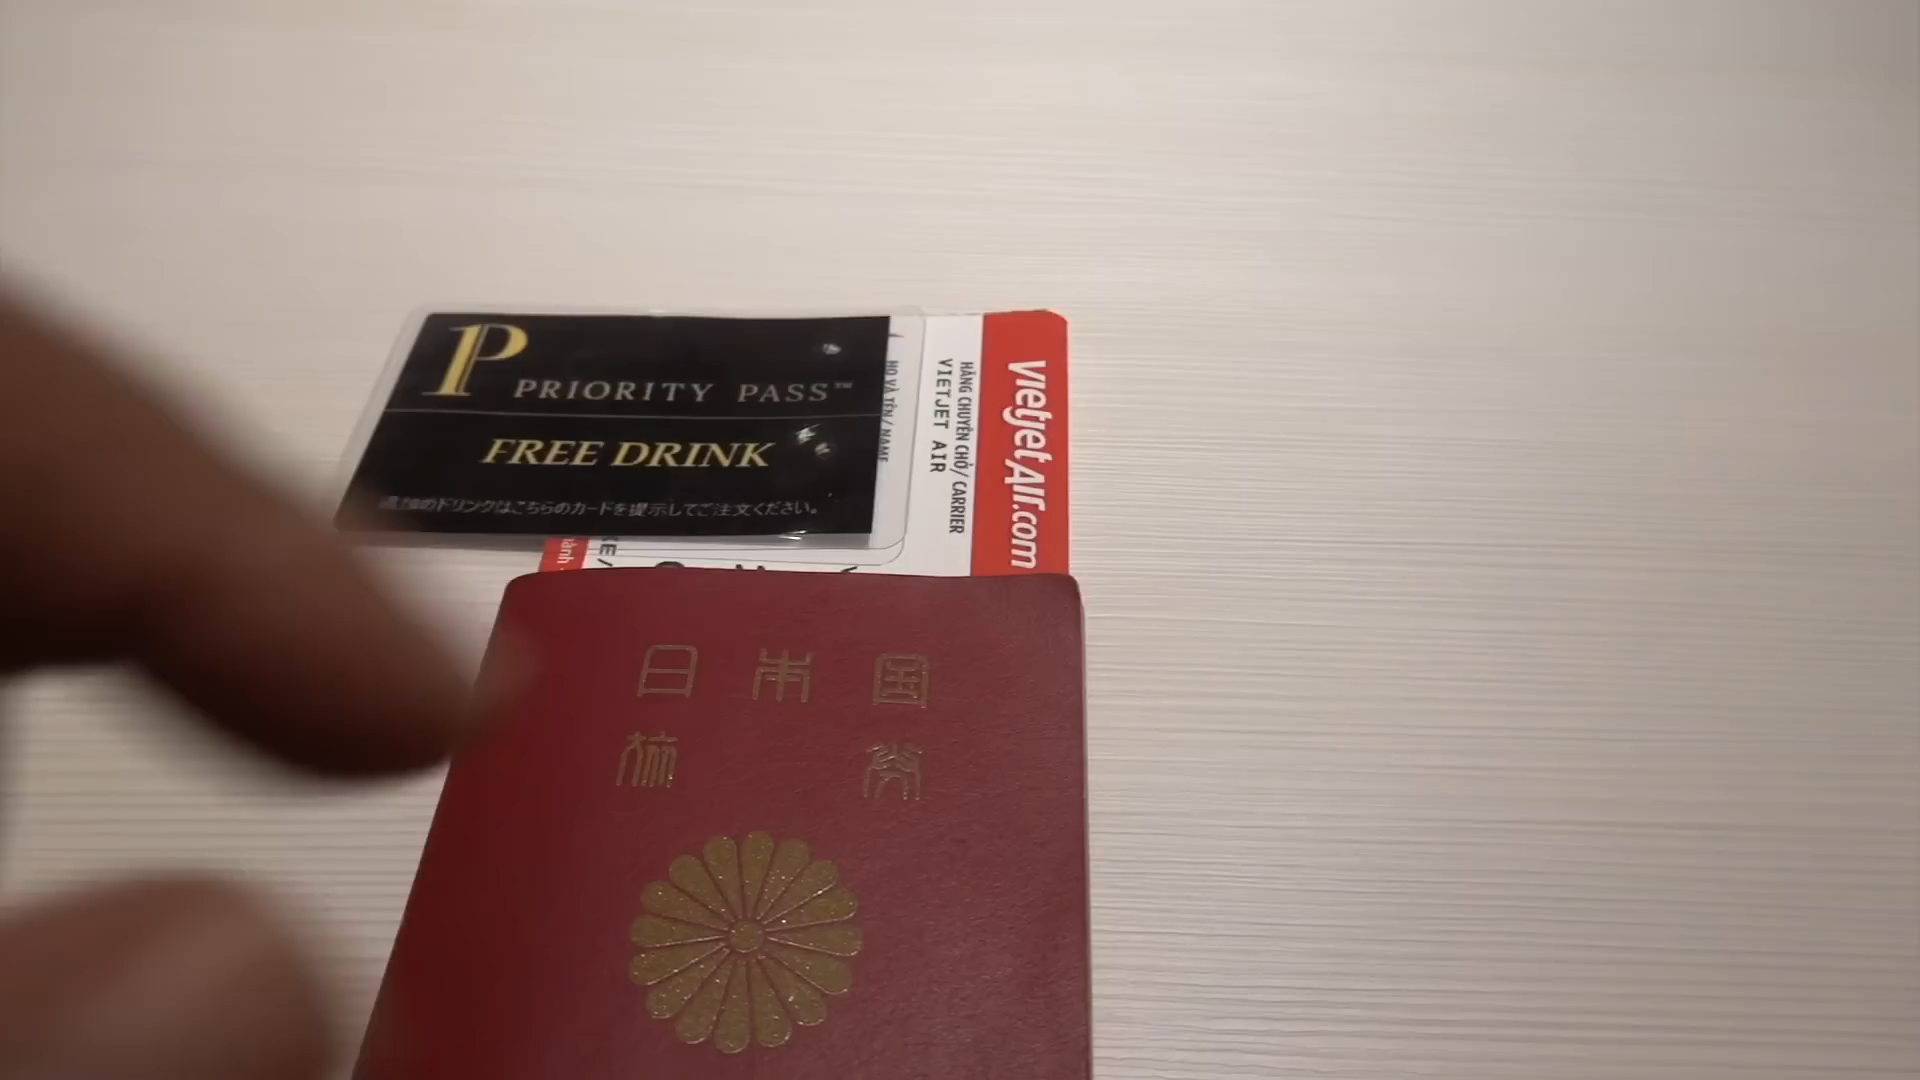 PRIORITY PASS™
FREE DRINK
のドリンクはこちらのカードを提示してご注文ください。
HỌ VÀ TÊN/ NAME
HÃNG CHUYÊN CHỞ/ CARRIER
VIETJET AIR
vietjetAir.com
日本国
旅券